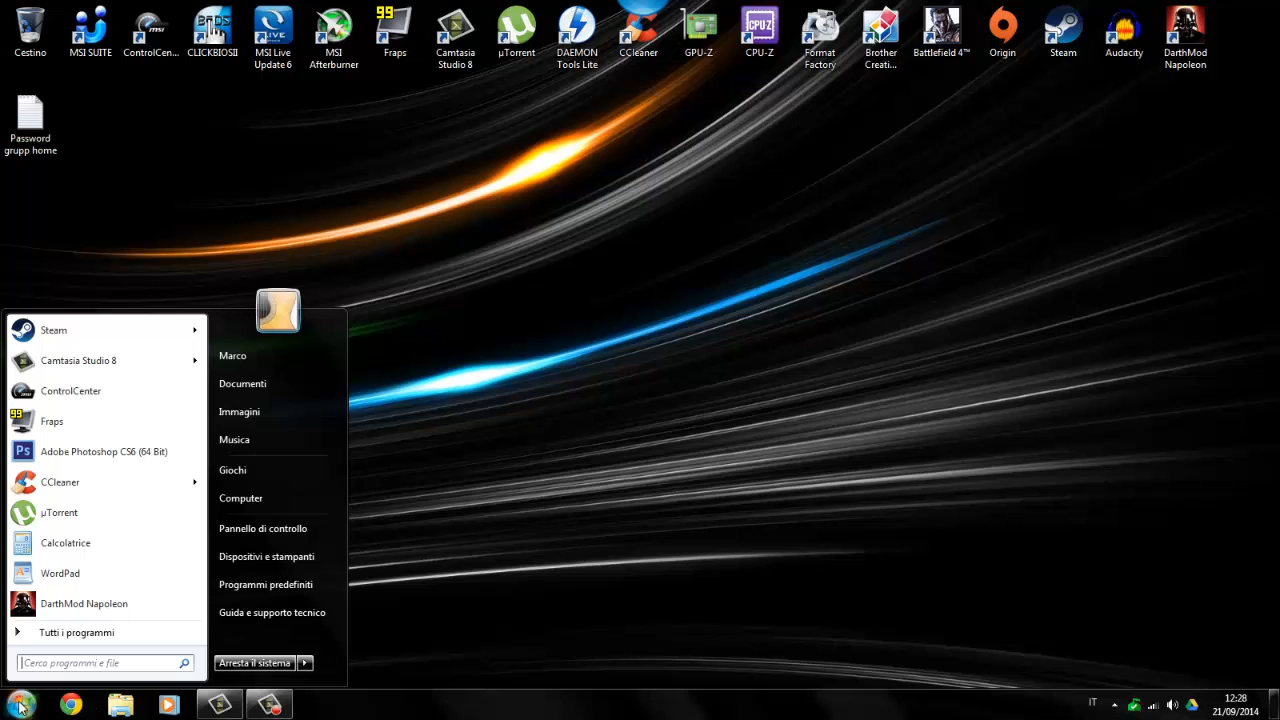 Cestino
MSI SUITE
ControlCen...
CLICKBIOSII
MSI Live
Update 6
MSI
Afterburner
99
Fraps
Camtasia
Studio 8
µTorrent
DAEMON
Tools Lite
CCleaner
GPU-Z
CPU-Z
CPU-Z
Format
Factory
Brother
Creati...
Battlefield 4™
Origin
Steam
Audacity
DarthMod
Napoleon
Password
grupp home
Steam
Camtasia Studio 8
ControlCenter
99
Fraps
Ps
Adobe Photoshop CS6 (64 Bit)
CCleaner
µTorrent
Calcolatrice
WordPad
DarthMod Napoleon
Tutti i programmi
Cerca programmi e file
Marco
Documenti
Immagini
Musica
Giochi
Computer
Pannello di controllo
Dispositivi e stampanti
Programmi predefiniti
Guida e supporto tecnico
Arresta il sistema
IT
12:28
21/09/2014